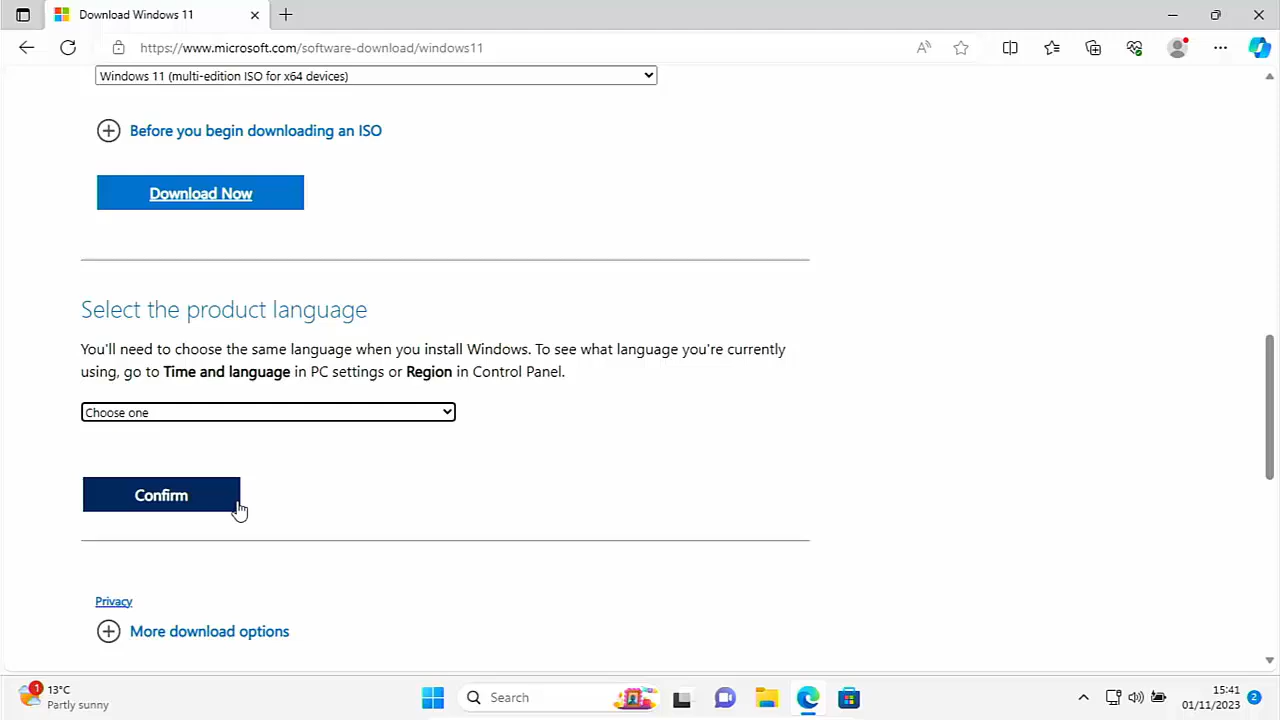 Download Windows 11
https://www.microsoft.com/software-download/windows11
Windows 11 (multi-edition ISO for x64 devices)
Before you begin downloading an ISO
Download Now
Select the product language
You'll need to choose the same language when you install Windows. To see what language you're currently
using, go to Time and language in PC settings or Region in Control Panel.
Choose one
Confirm
Privacy
More download options
1
13°C
Partly sunny
Search
15:41
01/11/2023
2